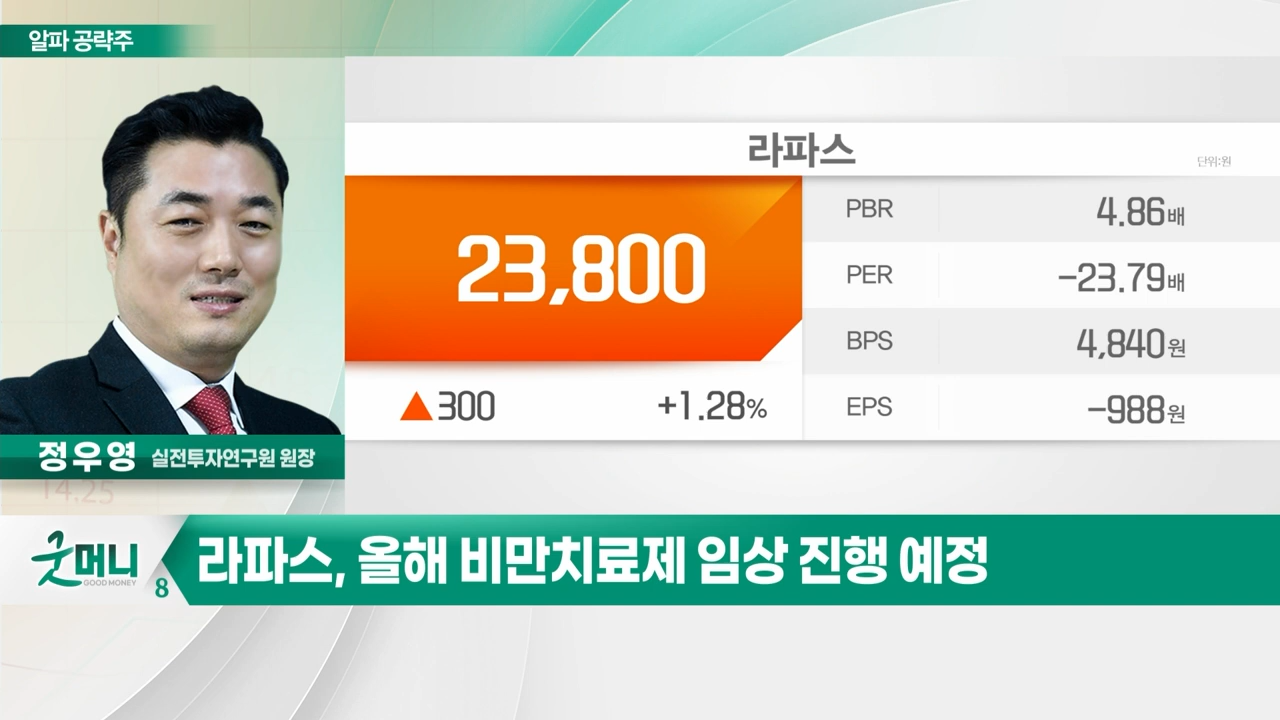 알파 공략주
라파스
단위:원
23,800
▲300 +1.28%
PBR 4.86배
PER -23.79배
BPS 4,840원
EPS -988원
정우영 실전투자연구원 원장
14.25
굿머니
GOOD MONEY
8
라파스, 올해 비만치료제 임상 진행 예정